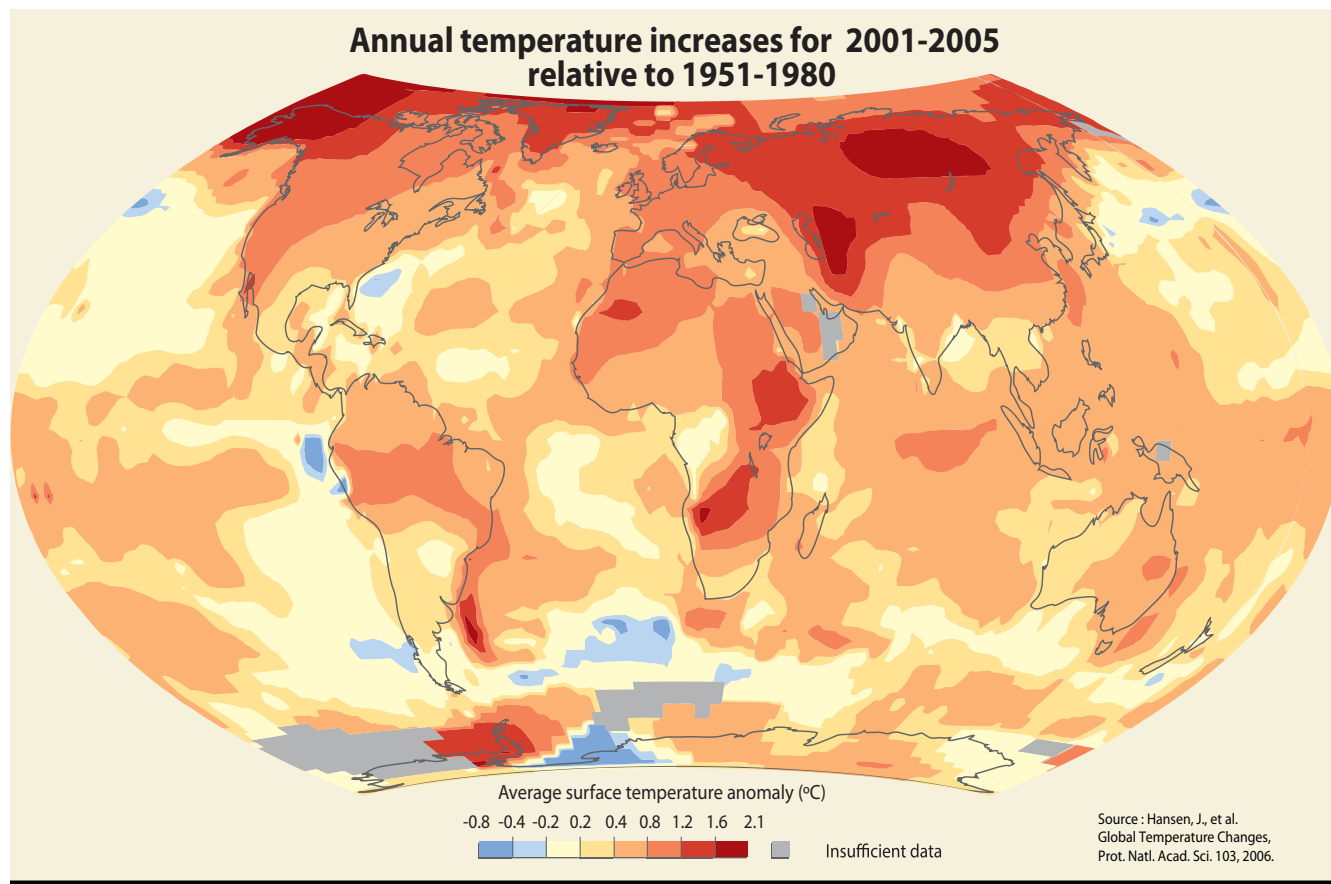 Annual temperature increases for 2001-2005
relative to 1951-1980
Average surface temperature anomaly (ºC)
-0.8 -0.4 -0.2 0.2 0.4 0.8 1.2 1.6 2.1
Insufficient data
Source : Hansen, J., et al.
Global Temperature Changes,
Prot. Natl. Acad. Sci. 103, 2006.